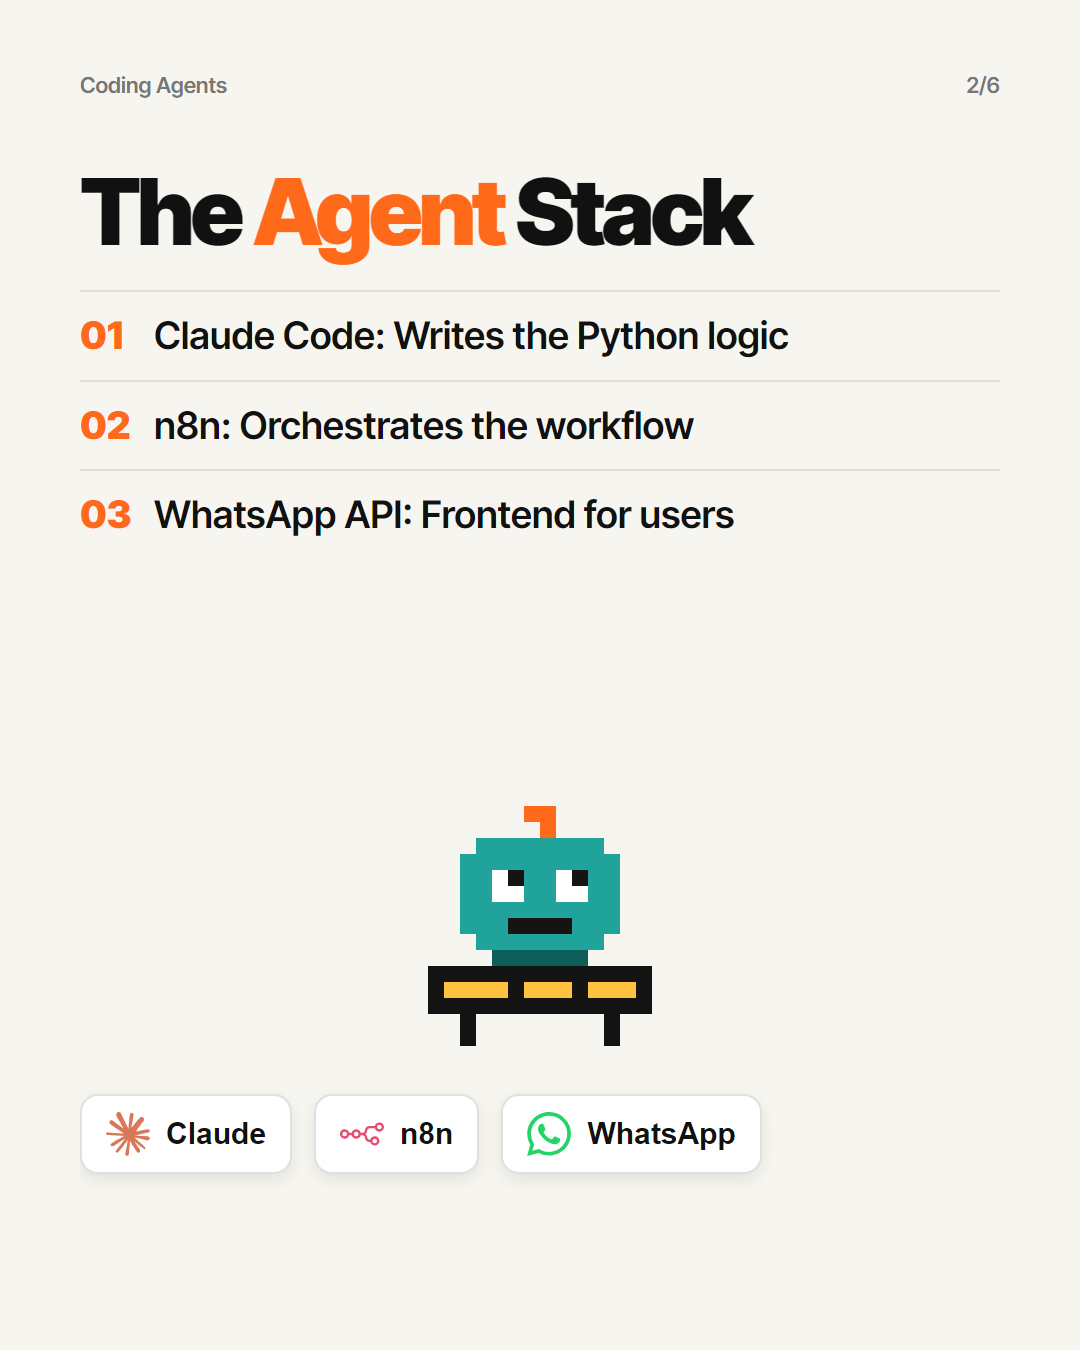 Coding Agents
2/6
The Agent Stack
01 Claude Code: Writes the Python logic
02 n8n: Orchestrates the workflow
03 WhatsApp API: Frontend for users
Claude
n8n
WhatsApp